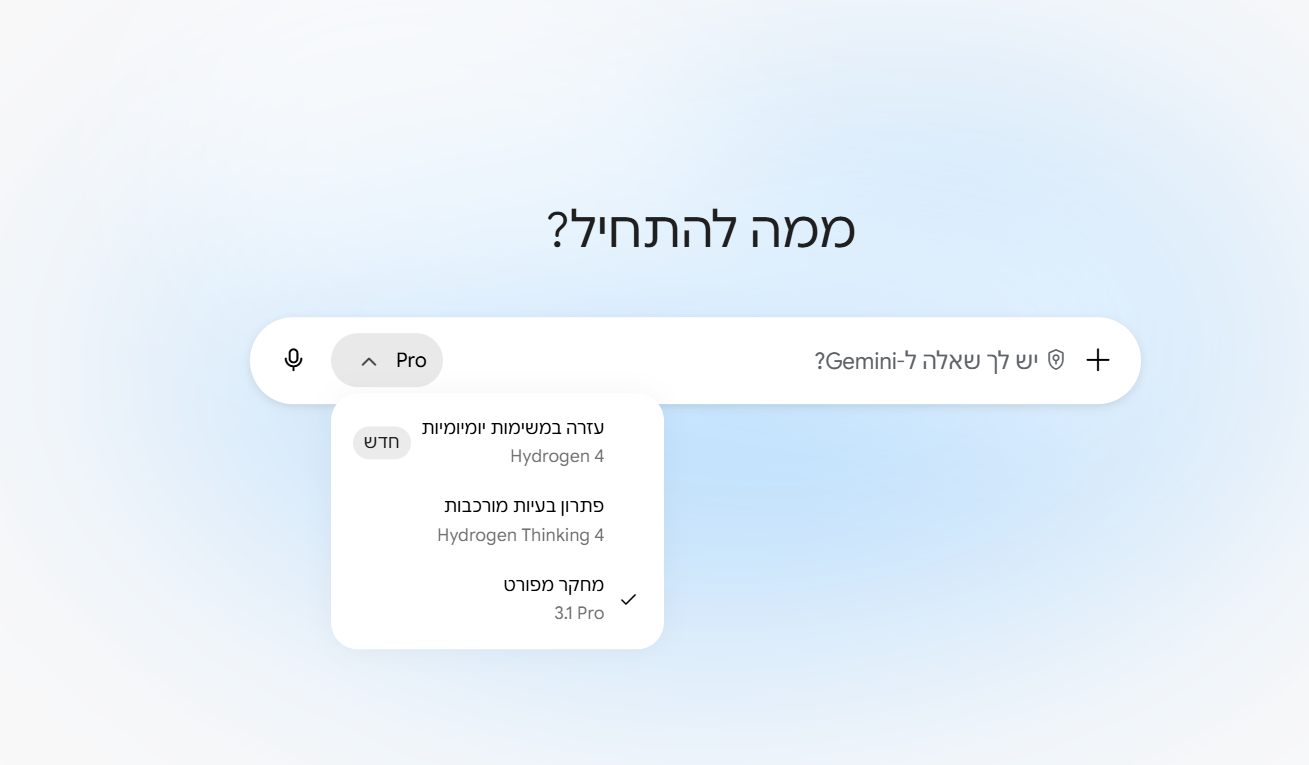 ממה להתחיל?
יש לך שאלה ל-Gemini?
Pro
עזרה במשימות יומיומיות
חדש
4 Hydrogen
פתרון בעיות מורכבות
4 Hydrogen Thinking
מחקר מפורט
3.1 Pro